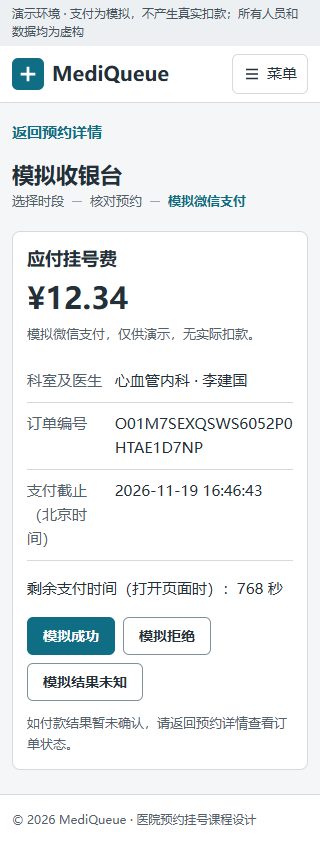 演示环境 · 支付为模拟，不产生真实扣款；所有人员和
数据均为虚构
MediQueue
菜单
返回预约详情
模拟收银台
选择时段 — 核对预约 — 模拟微信支付
应付挂号费
¥12.34
模拟微信支付，仅供演示，无实际扣款。
科室及医生 心血管内科 · 李建国
订单编号 O01M7SEXQSWS6052P0
HTAE1D7NP
支付截止 2026-11-19 16:46:43
（北京时
间）
剩余支付时间（打开页面时）：768 秒
模拟成功 模拟拒绝
模拟结果未知
如付款结果暂未确认，请返回预约详情查看订
单状态。
© 2026 MediQueue · 医院预约挂号课程设计